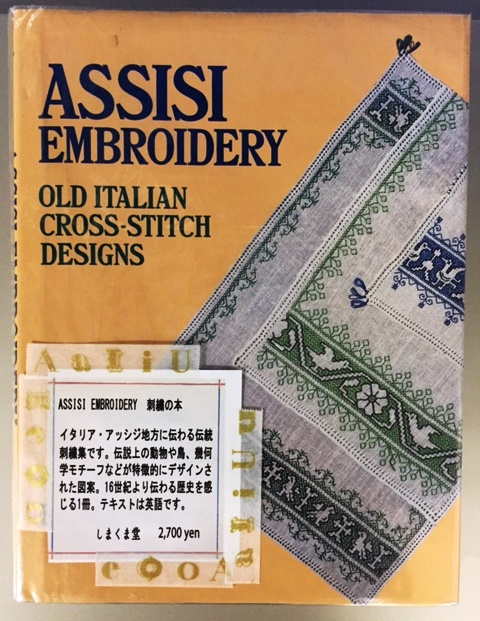 ASSISI
EMBROIDERY
OLD ITALIAN
CROSS-STITCH
DESIGNS
ASSISI EMBROIDERY 刺繍の本
イタリア・アッシジ地方に伝わる伝統
刺繍集です。伝説上の動物や鳥、幾何
学モチーフなどが特徴的にデザインさ
れた図案。16世紀より伝わる歴史を感
じる1冊。テキストは英語です。
しまくま堂 2,700 yen